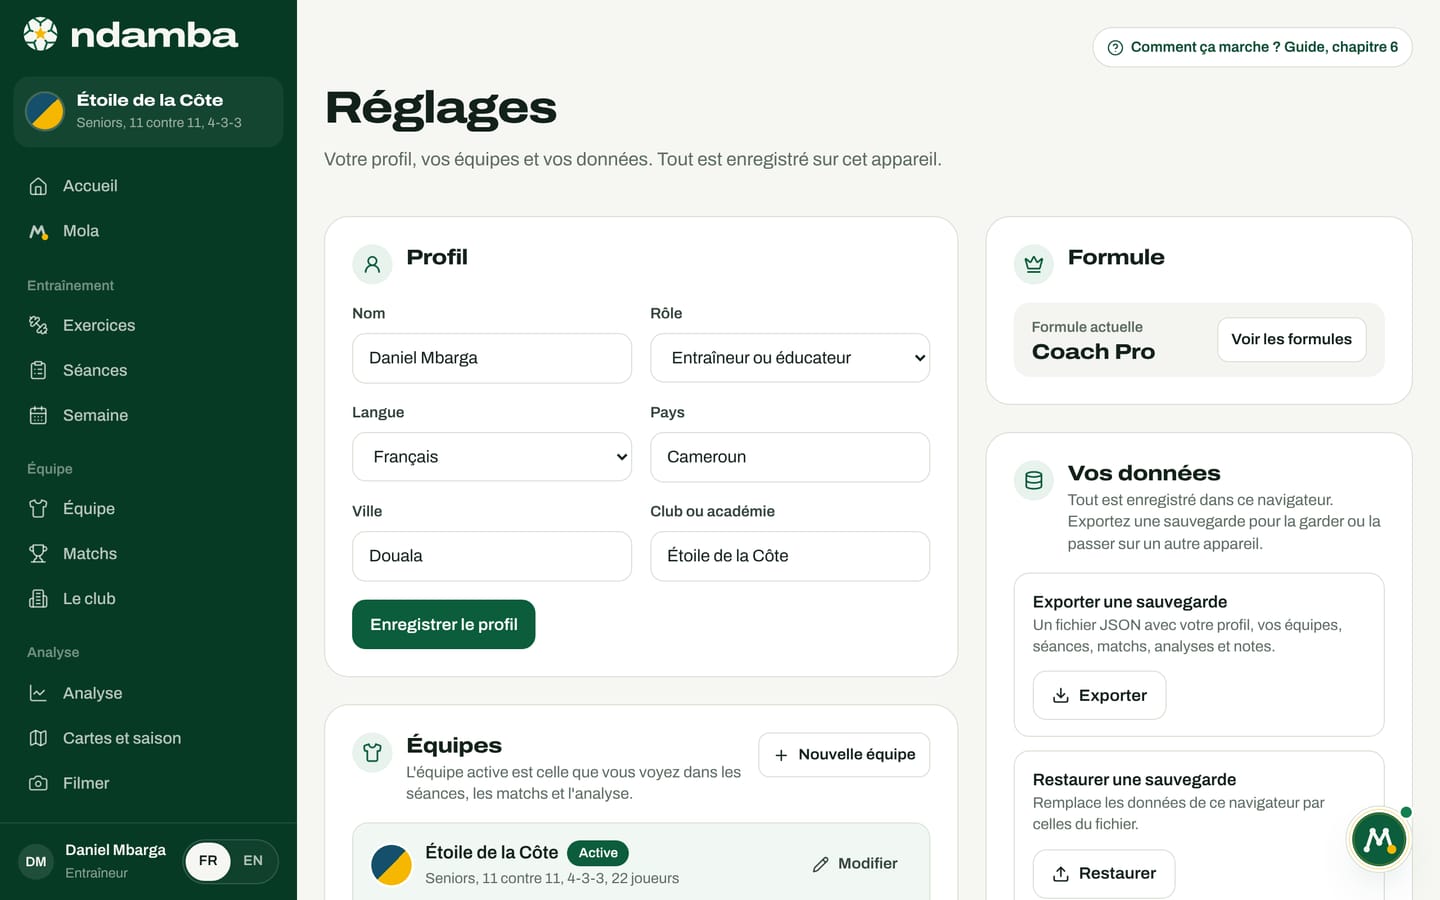 ndamba
Étoile de la Côte
Seniors, 11 contre 11, 4-3-3
Accueil
Mola
Entraînement
Exercices
Séances
Semaine
Équipe
Équipe
Matchs
Le club
Analyse
Analyse
Cartes et saison
Filmer
DM
Daniel Mbarga
Entraîneur
FR
EN
Comment ça marche ? Guide, chapitre 6
Réglages
Votre profil, vos équipes et vos données. Tout est enregistré sur cet appareil.
Profil
Nom
Rôle
Daniel Mbarga
Entraîneur ou éducateur
Langue
Pays
Français
Cameroun
Ville
Club ou académie
Douala
Étoile de la Côte
Enregistrer le profil
Équipes
L'équipe active est celle que vous voyez dans les
séances, les matchs et l'analyse.
Nouvelle équipe
Étoile de la Côte
Active
Seniors, 11 contre 11, 4-3-3, 22 joueurs
Modifier
Formule
Formule actuelle
Coach Pro
Voir les formules
Vos données
Tout est enregistré dans ce navigateur.
Exportez une sauvegarde pour la garder ou la
passer sur un autre appareil.
Exporter une sauvegarde
Un fichier JSON avec votre profil, vos équipes,
séances, matchs, analyses et notes.
Exporter
Restaurer une sauvegarde
Remplace les données de ce navigateur par
celles du fichier.
Restaurer